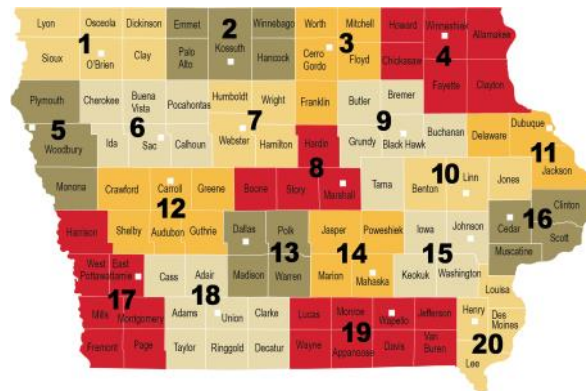 Lyon Osceola Dickinson Emmet Winnebago Worth Mitchell Howard Winneshiek Allamakee
1 2 3 4
Sioux O'Brien Clay Palo Alto Kossuth Hancock Cerro Gordo Floyd Chickasaw
Fayette Clayton
Plymouth Cherokee Buena Vista Pocahontas Humboldt Wright Franklin Butler Bremer
5 6 7 9
Woodbury Ida Sac Calhoun Webster Hamilton Hardin Grundy Black Hawk Buchanan Delaware Dubuque
8 10 11
Monona Crawford Carroll Greene Boone Story Marshall Tama Benton Linn Jones Jackson
12 16
Harrison Shelby Audubon Guthrie Dallas Polk Jasper Poweshiek Iowa Johnson Cedar Clinton
13 14 15
Scott
Muscatine
West Pottawattamie East Cass Adair Madison Warren Marion Mahaska Keokuk Washington
17 18
Louisa
Mills Montgomery Adams Union Clarke Lucas Monroe Wapello Jefferson Henry Des Moines
19 20
Fremont Page Taylor Ringgold Decatur Wayne Appanoose Davis Van Buren Lee